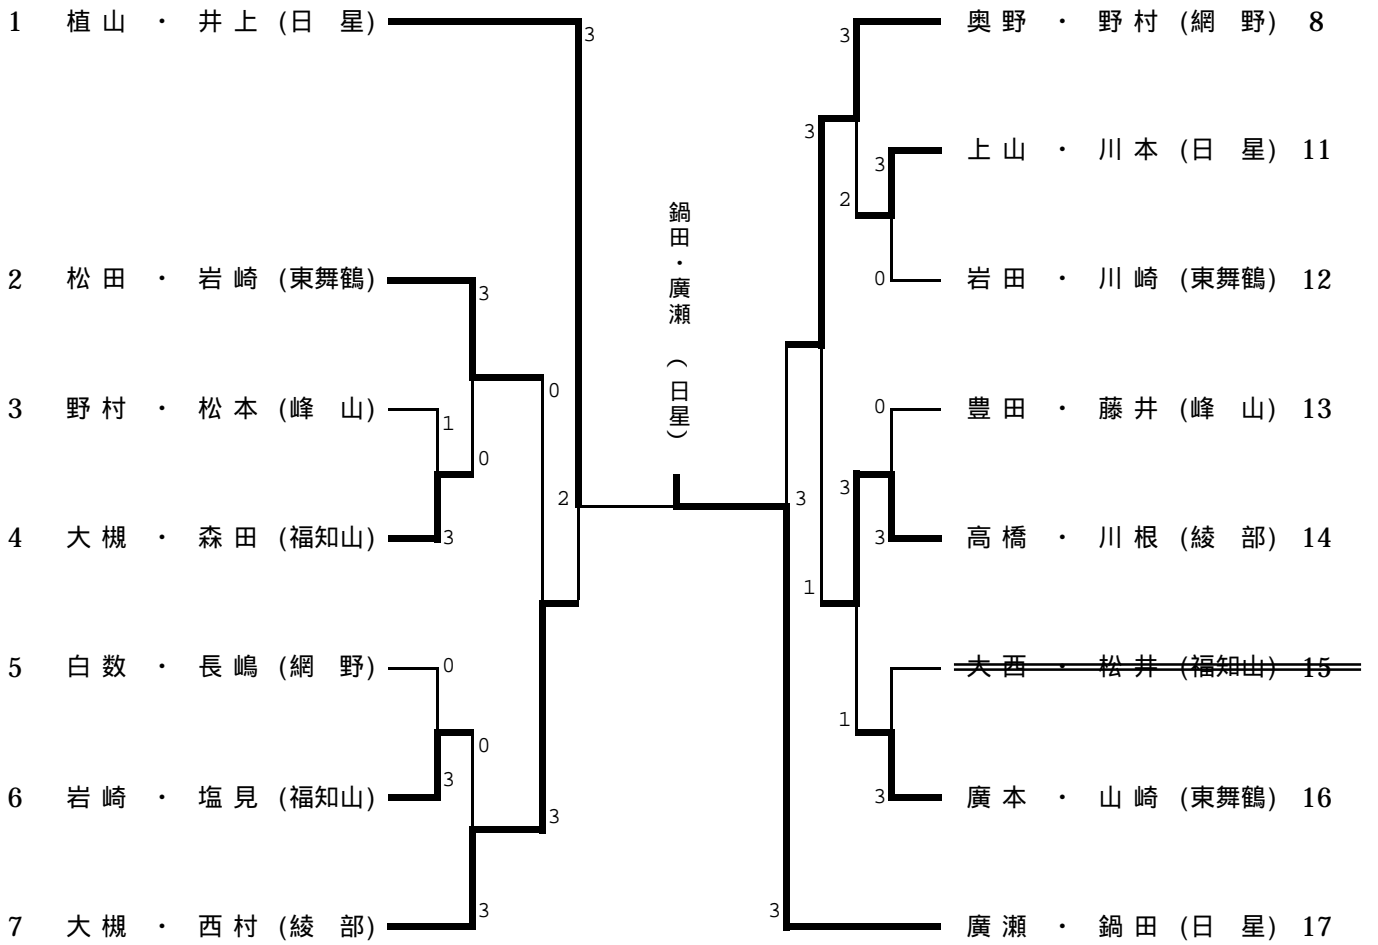 1 植山 ・ 井上 (日 星)
3
2 松田 ・ 岩崎 (東舞鶴)
3
0
3 野村 ・ 松本 (峰 山)
1
0
4 大槻 ・ 森田 (福知山)
3
2
5 白数 ・ 長嶋 (網 野)
0
0
6 岩崎 ・ 塩見 (福知山)
3
3
7 大槻 ・ 西村 (綾 部)
3
鍋田・廣瀬 (日星)
3
奥野 ・ 野村 (網 野) 8
3
3
上山 ・ 川本 (日 星) 11
2
0
岩田 ・ 川崎 (東舞鶴) 12
0
豊田 ・ 藤井 (峰 山) 13
3
3
3
高橋 ・ 川根 (綾 部) 14
1
大西 ・ 松井 (福知山) 15
1
3
廣本 ・ 山崎 (東舞鶴) 16
3
廣瀬 ・ 鍋田 (日 星) 17